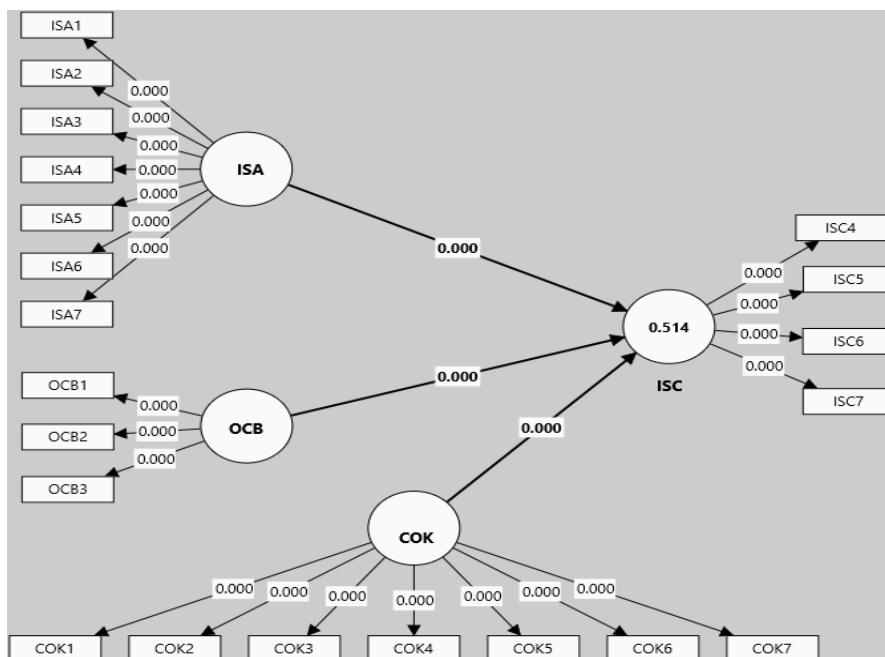 ISA1
ISA2
0.000
ISA3
0.000
0.000
ISA4
0.000
ISA
ISA5
0.000
0.000
ISA6
0.000
ISA7
0.000
ISC4
0.000
ISC5
0.000
0.514
0.000
ISC6
0.000
ISC7
ISC
OCB1
0.000
0.000
OCB2
0.000
OCB
0.000
OCB3
0.000
COK
0.000
0.000
0.000
0.000
0.000
0.000
0.000
COK1
COK2
COK3
COK4
COK5
COK6
COK7